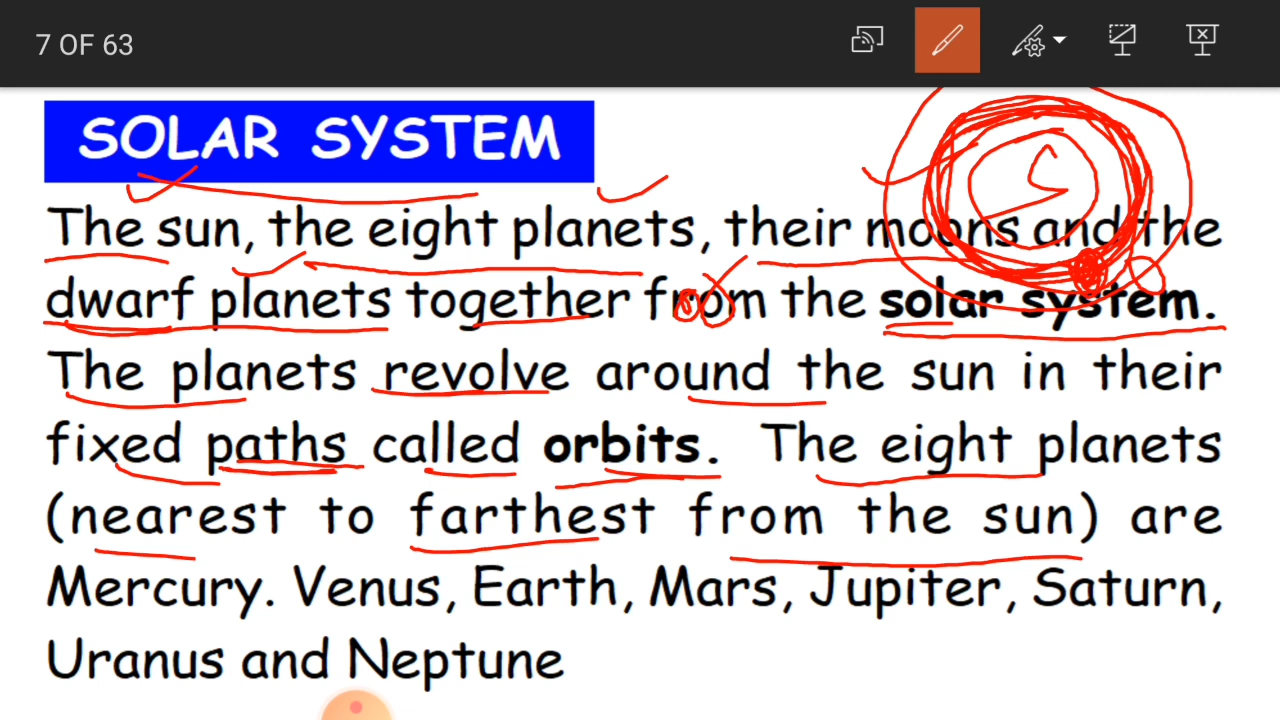 7 OF 63
SOLAR SYSTEM
The sun, the eight planets, their moons and the
dwarf planets together from the solar system.
The planets revolve around the sun in their
fixed paths called orbits. The eight planets
(nearest to farthest from the sun) are
Mercury. Venus, Earth, Mars, Jupiter, Saturn,
Uranus and Neptune